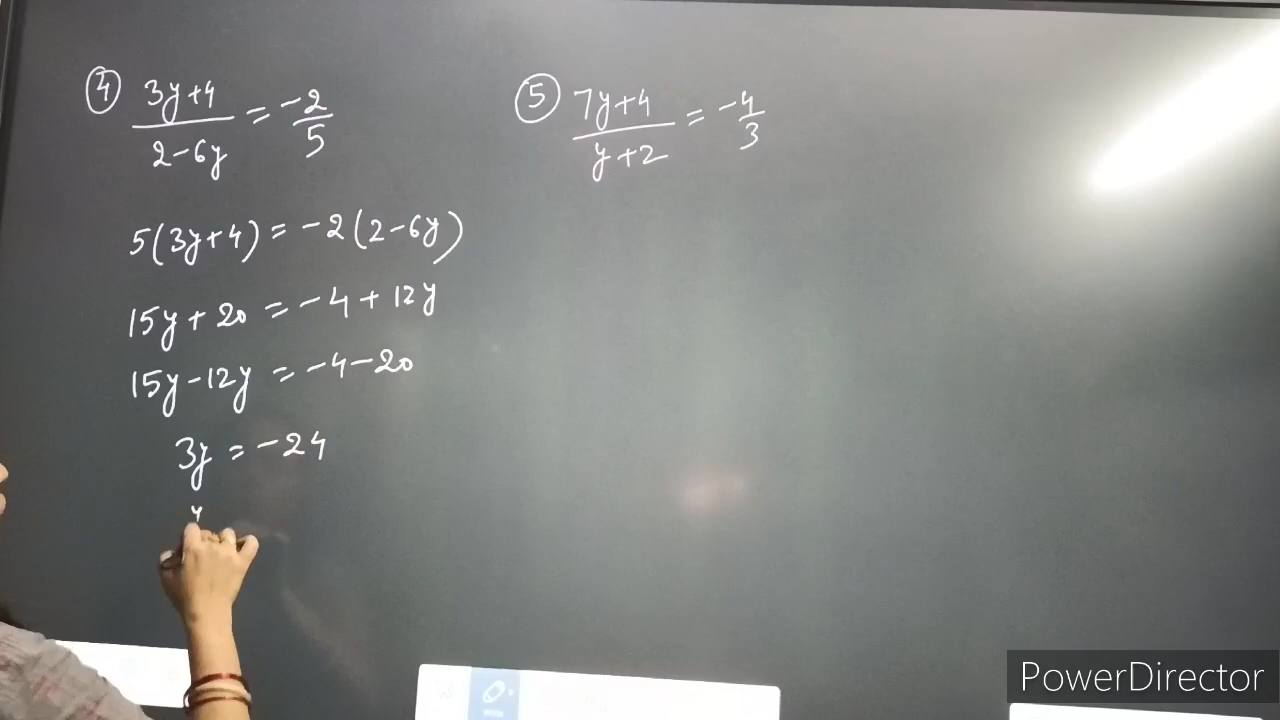 ④ 3y+4/2-6y = -2/5
5(3y+4) = -2(2-6y)
15y+20 = -4+12y
15y-12y = -4-20
3y = -24
y
⑤ 7y+4/y+2 = -4/3
PowerDirector